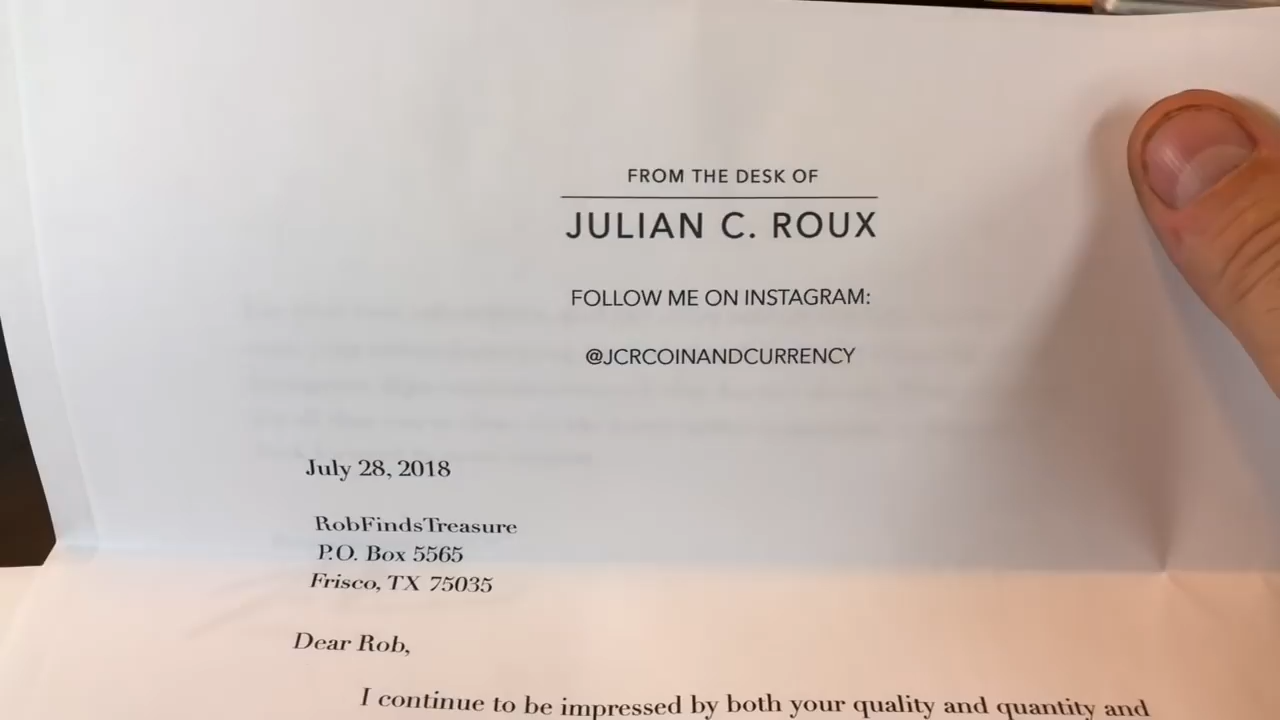 FROM THE DESK OF
JULIAN C. ROUX
FOLLOW ME ON INSTAGRAM:
@JCRCOINANDCURRENCY
July 28, 2018
RobFindsTreasure
P.O. Box 5565
Frisco, TX 75035
Dear Rob,
I continue to be impressed by both your quality and quantity and